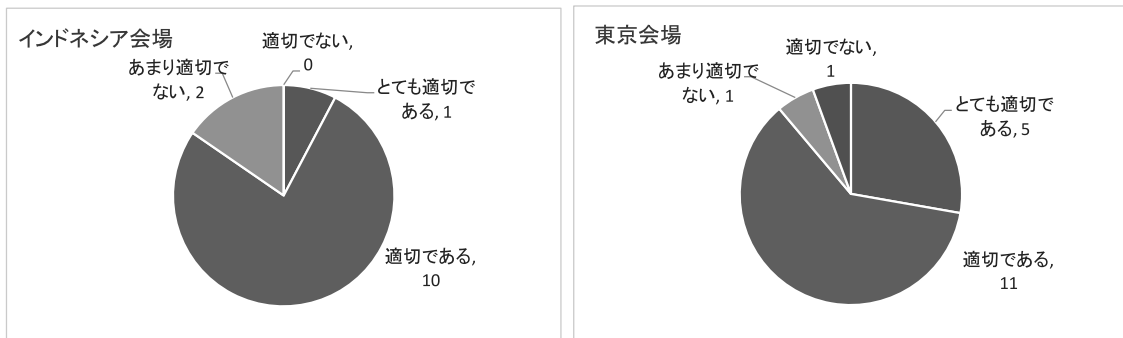 インドネシア会場
適切でない,
0
あまり適切で
ない, 2
とても適切で
ある, 1
適切である,
10
東京会場
適切でない,
1
あまり適切で
ない, 1
とても適切で
ある, 5
適切である,
11